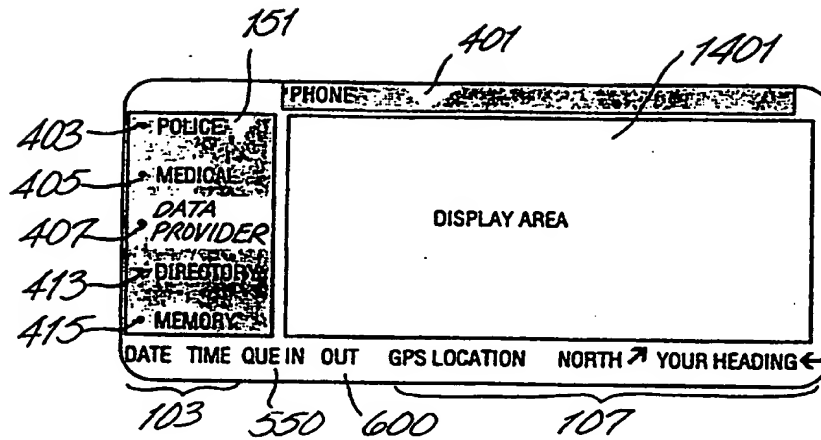 151
401
1401
PHONE
403
POLICE
405
MEDICAL
407
DATA
PROVIDER
DISPLAY AREA
413
DIRECTORY
415
MEMORY
DATE TIME QUE IN OUT GPS LOCATION NORTH ↗ YOUR HEADING ←
103
550
600
107